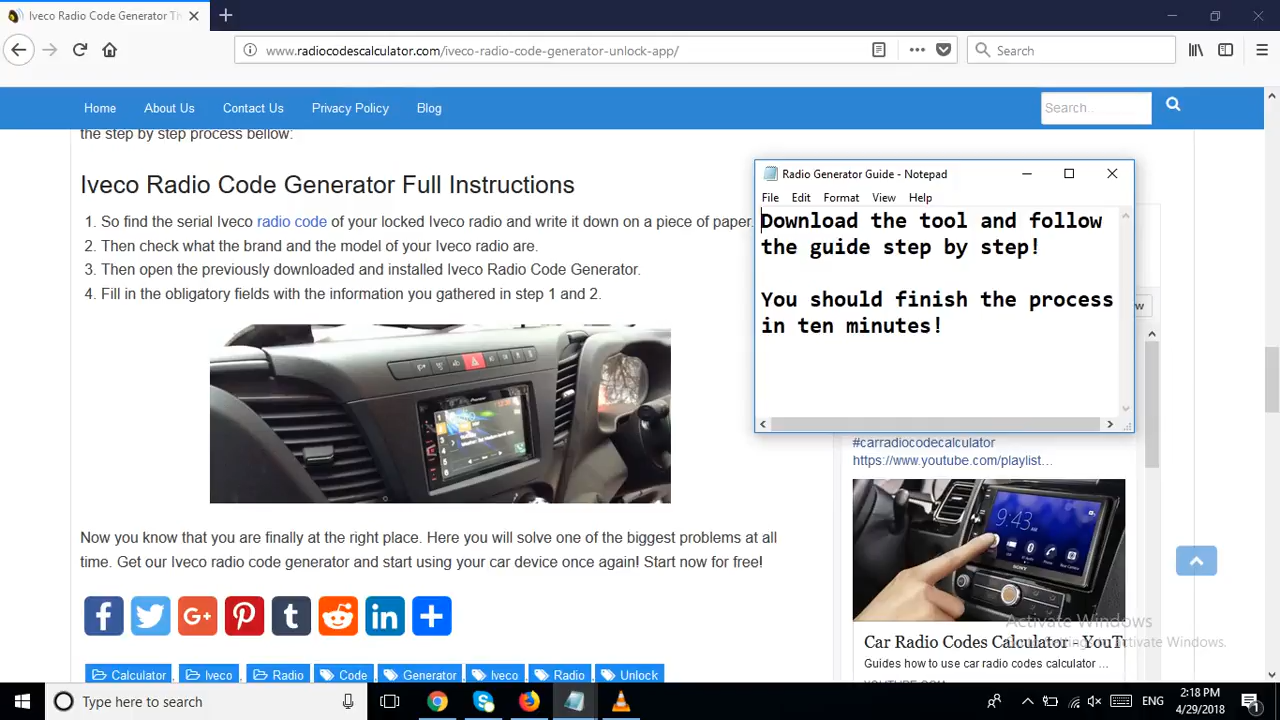 Iveco Radio Code Generator Th
www.radiocodescalculator.com/iveco-radio-code-generator-unlock-app/
Search
Home
About Us
Contact Us
Privacy Policy
Blog
Search..
the step by step process bellow:
Iveco Radio Code Generator Full Instructions
1. So find the serial Iveco radio code of your locked Iveco radio and write it down on a piece of paper.
2. Then check what the brand and the model of your Iveco radio are.
3. Then open the previously downloaded and installed Iveco Radio Code Generator.
4. Fill in the obligatory fields with the information you gathered in step 1 and 2.
Radio Generator Guide - Notepad
File Edit Format View Help
Download the tool and follow
the guide step by step!
You should finish the process
in ten minutes!
#carradiocodecalculator
https://www.youtube.com/playlist…
9:43
SONY
Now you know that you are finally at the right place. Here you will solve one of the biggest problems at all
time. Get our Iveco radio code generator and start using your car device once again! Start now for free!
Activate Windows
Car Radio Codes Calculator - YouTu
Activate Windows.
Guides how to use car radio codes calculator ...
YOUTUBE.COM
Calculator
Iveco
Radio
Code
Generator
Iveco
Radio
Unlock
Type here to search
ENG
2:18 PM
4/29/2018